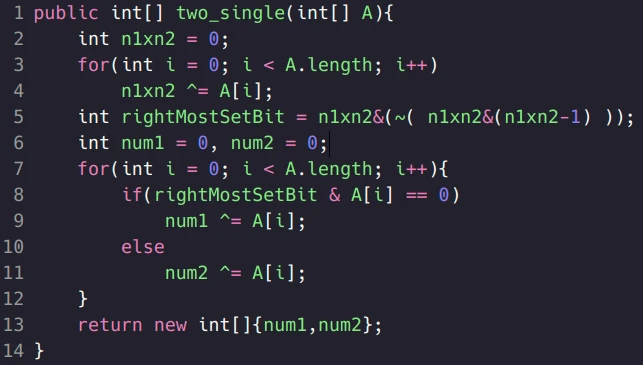 1 public int[] two_single(int[] A){
2     int n1xn2 = 0;
3     for(int i = 0; i < A.length; i++)
4         n1xn2 ^= A[i];
5     int rightMostSetBit = n1xn2&(~( n1xn2&(n1xn2-1) ));
6     int num1 = 0, num2 = 0;
7     for(int i = 0; i < A.length; i++){
8         if(rightMostSetBit & A[i] == 0)
9             num1 ^= A[i];
10         else
11             num2 ^= A[i];
12     }
13     return new int[]{num1,num2};
14 }